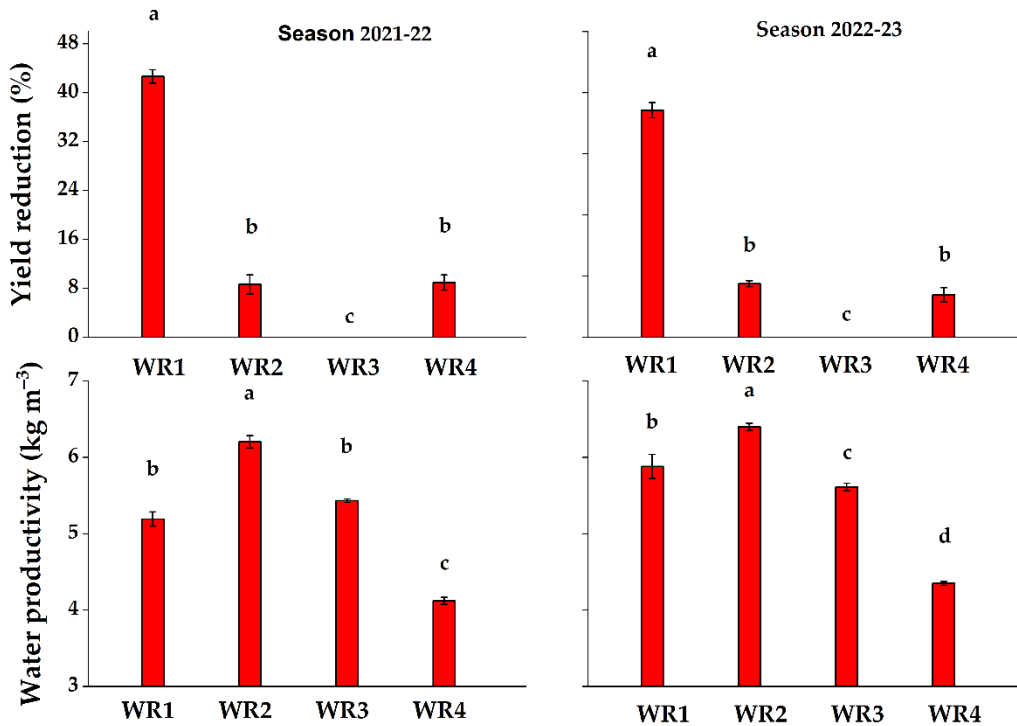 a
Season 2021-22
Season 2022-23
Yield reduction (%)
48
40
32
24
16
8
0
b
c
b
a
b
c
b
WR1 WR2 WR3 WR4
WR1 WR2 WR3 WR4
Water productivity (kg m⁻³)
7
6
5
4
3
b
a
b
c
b
a
c
d
WR1 WR2 WR3 WR4
WR1 WR2 WR3 WR4